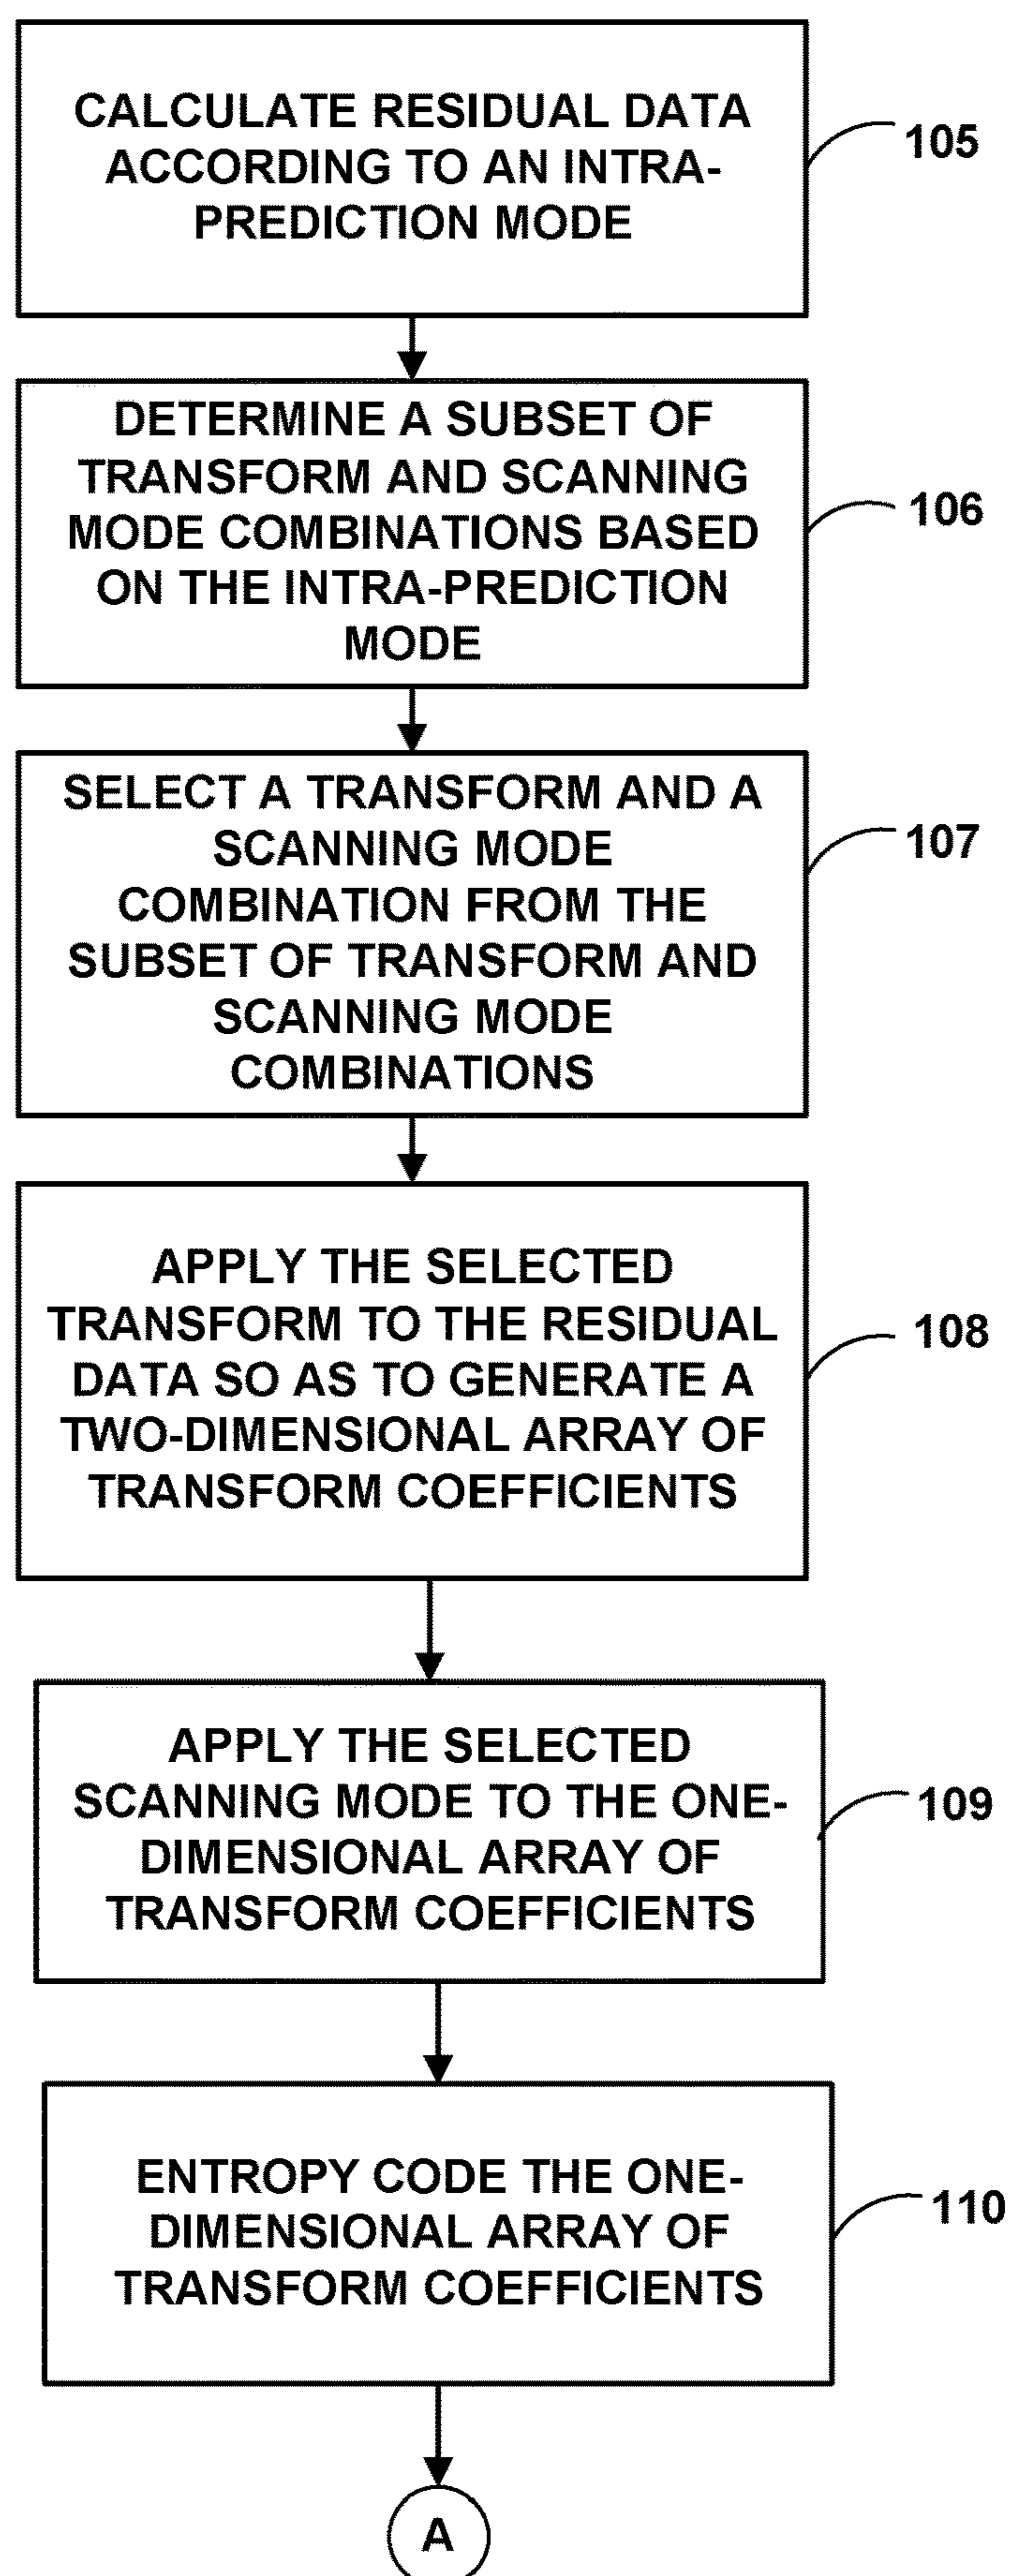 CALCULATE RESIDUAL DATA
ACCORDING TO AN INTRA-
PREDICTION MODE
105
DETERMINE A SUBSET OF
TRANSFORM AND SCANNING
MODE COMBINATIONS BASED
ON THE INTRA-PREDICTION
MODE
106
SELECT A TRANSFORM AND A
SCANNING MODE
COMBINATION FROM THE
SUBSET OF TRANSFORM AND
SCANNING MODE
COMBINATIONS
107
APPLY THE SELECTED
TRANSFORM TO THE RESIDUAL
DATA SO AS TO GENERATE A
TWO-DIMENSIONAL ARRAY OF
TRANSFORM COEFFICIENTS
108
APPLY THE SELECTED
SCANNING MODE TO THE ONE-
DIMENSIONAL ARRAY OF
TRANSFORM COEFFICIENTS
109
ENTROPY CODE THE ONE-
DIMENSIONAL ARRAY OF
TRANSFORM COEFFICIENTS
110
A